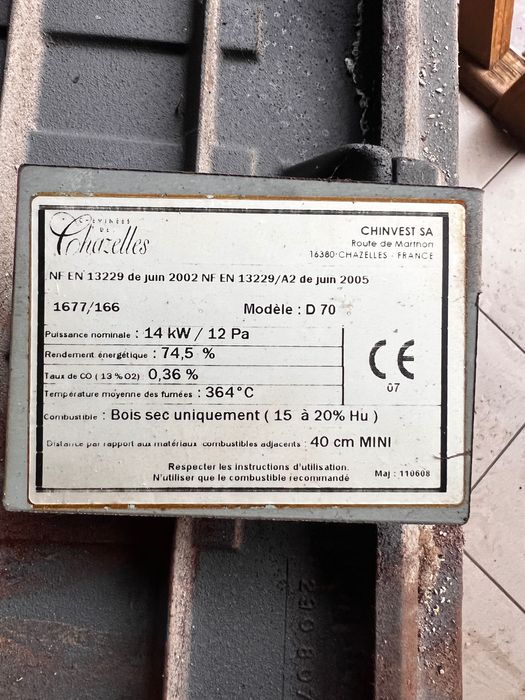 CHEMINÉES
DE
Chazelles
CHINVEST SA
Route de Marthon
16380-CHAZELLES - FRANCE
NF EN 13229 de juin 2002 NF EN 13229/A2 de juin 2005
1677/166 Modèle : D 70
Puissance nominale : 14 kW / 12 Pa
Rendement énergétique : 74,5 %
Taux de CO ( 13 % O2) 0,36 %
Température moyenne des fumées : 364°C
CE
07
Combustible : Bois sec uniquement ( 15 à 20% Hu )
Distance par rapport aux matériaux combustibles adjacents : 40 cm MINI
Respecter les instructions d'utilisation.
N'utiliser que le combustible recommandé
Maj : 110608